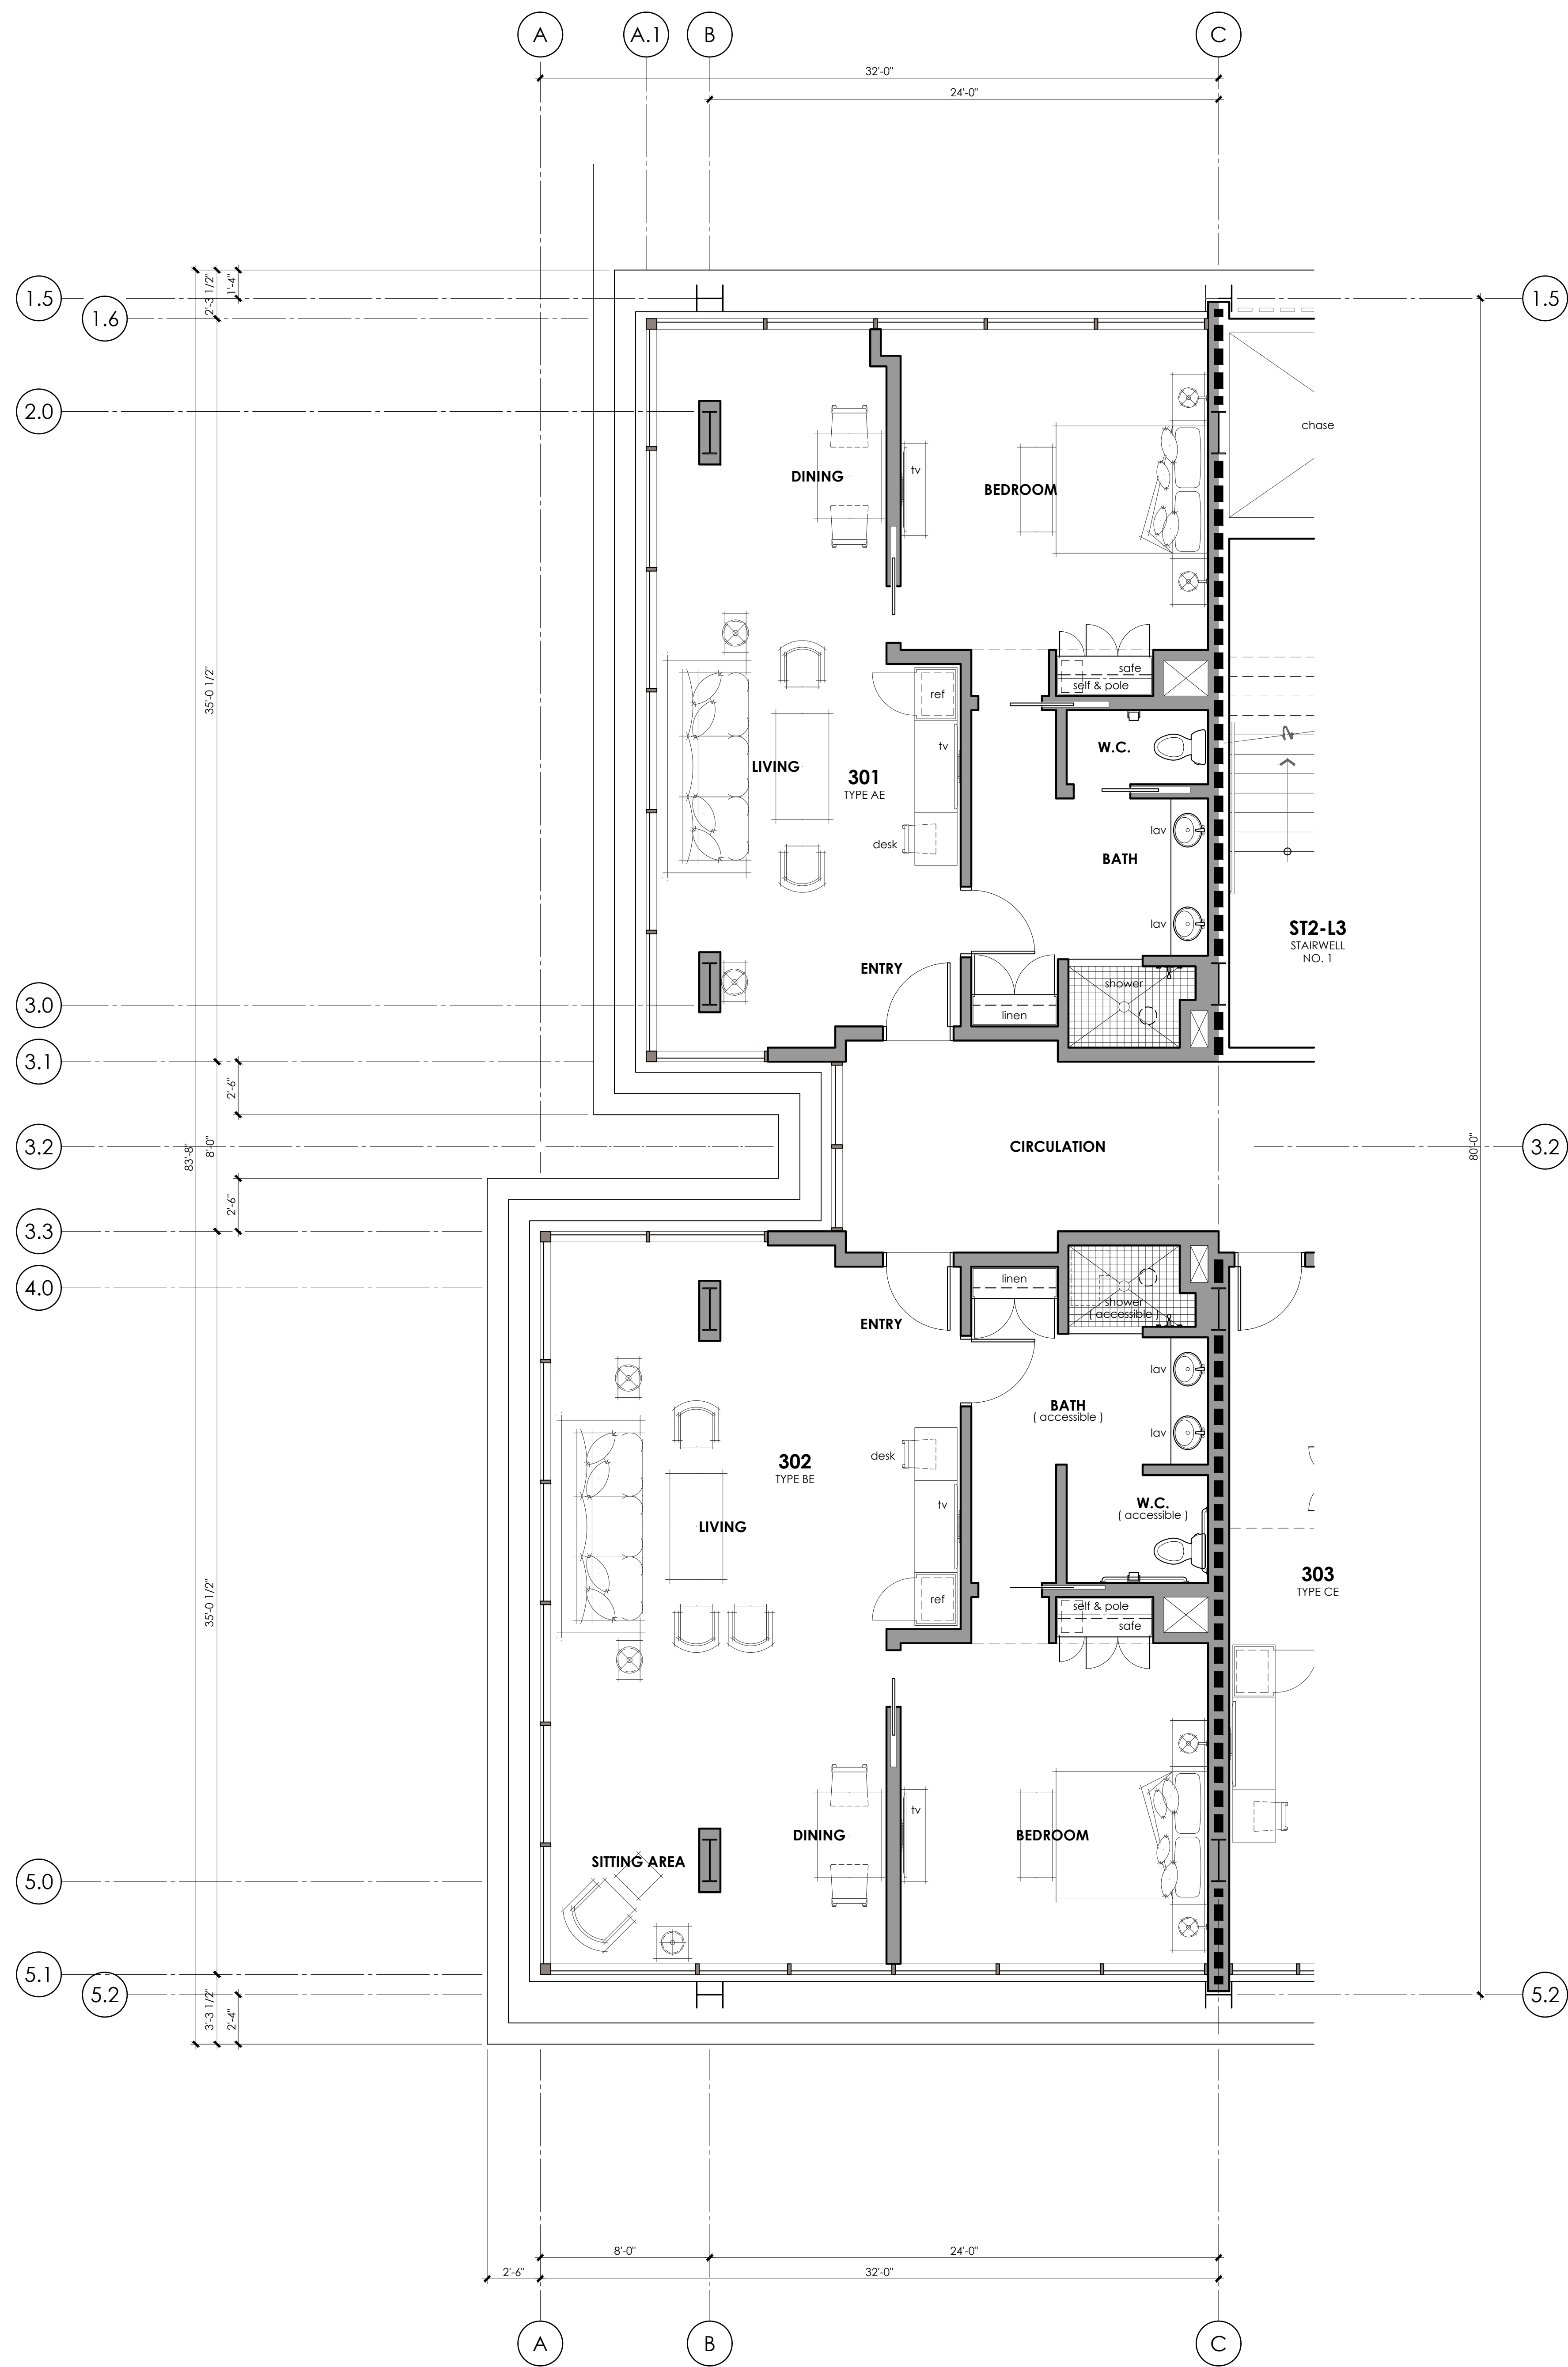 A
A.1
B
C
32'-0"
24'-0"
1.5
1.6
2.0
3.0
3.1
3.2
3.3
4.0
5.0
5.1
5.2
1.5
3.2
5.2
2'-3 1/2"
1'-4"
35'-0 1/2"
2'-6"
83'-8"
8'-0"
2'-6"
35'-0 1/2"
3'-3 1/2"
2'-4"
80'-0"
DINING
tv
BEDROOM
chase
safe
self & pole
ref
tv
W.C.
LIVING
301
TYPE AE
desk
lav
BATH
lav
ENTRY
shower
linen
ST2-L3
STAIRWELL
NO. 1
CIRCULATION
linen
shower
( accessible )
ENTRY
lav
BATH
( accessible )
lav
302
TYPE BE
desk
tv
W.C.
( accessible )
LIVING
ref
self & pole
safe
303
TYPE CE
tv
DINING
BEDROOM
SITTING AREA
8'-0"
24'-0"
2'-6"
32'-0"
A
B
C